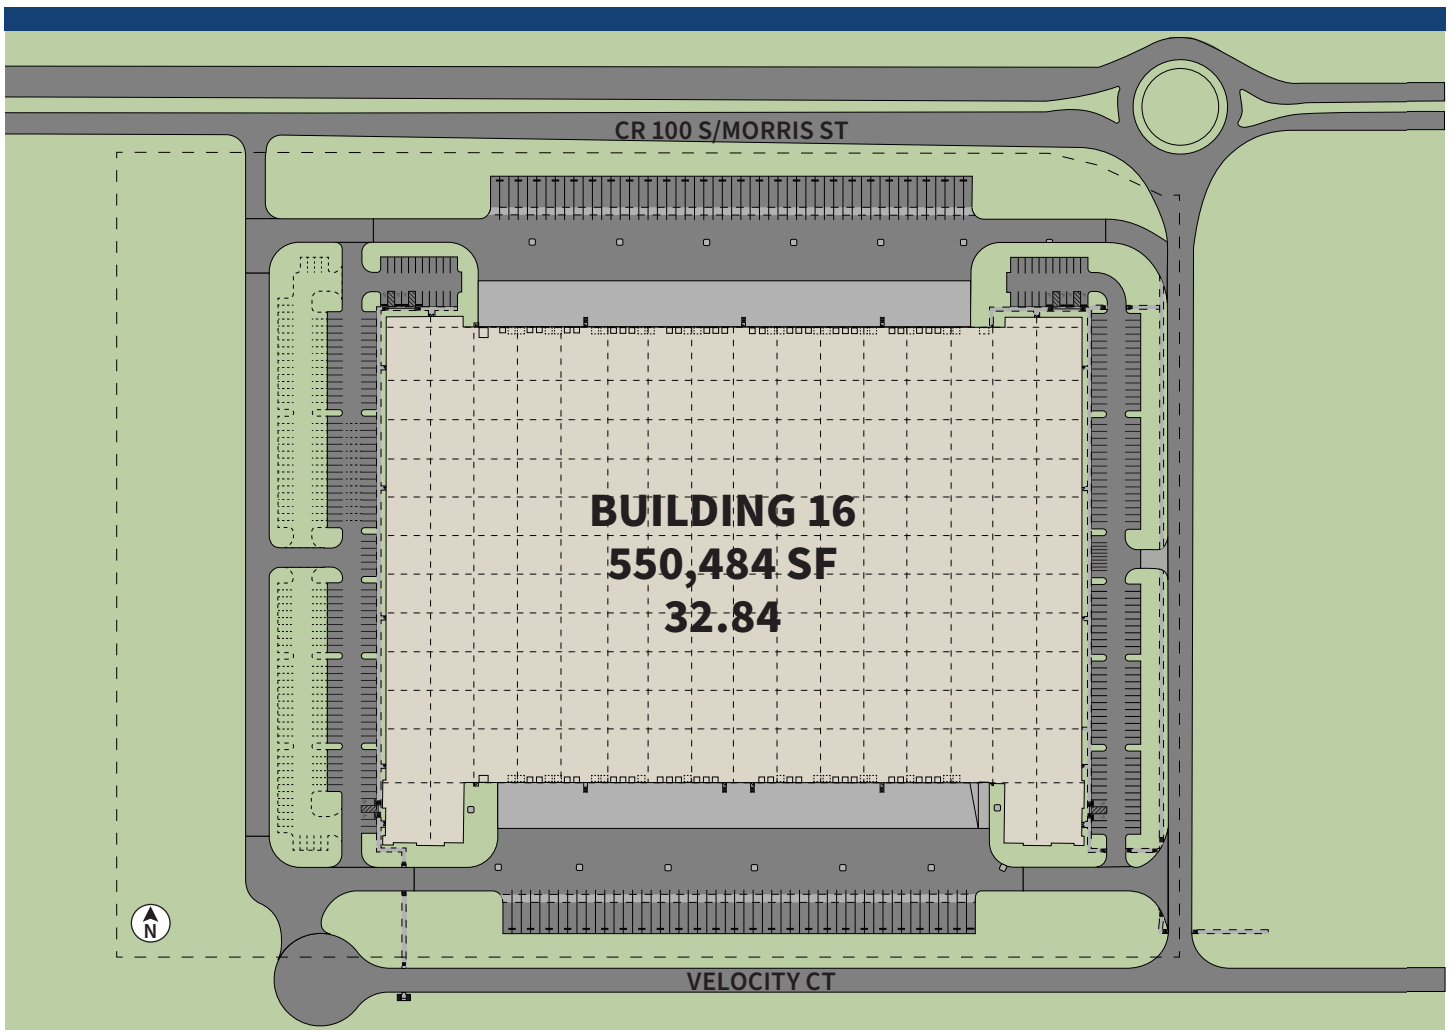 CR 100 S/MORRIS ST
BUILDING 16
550,484 SF
32.84
N
VELOCITY CT